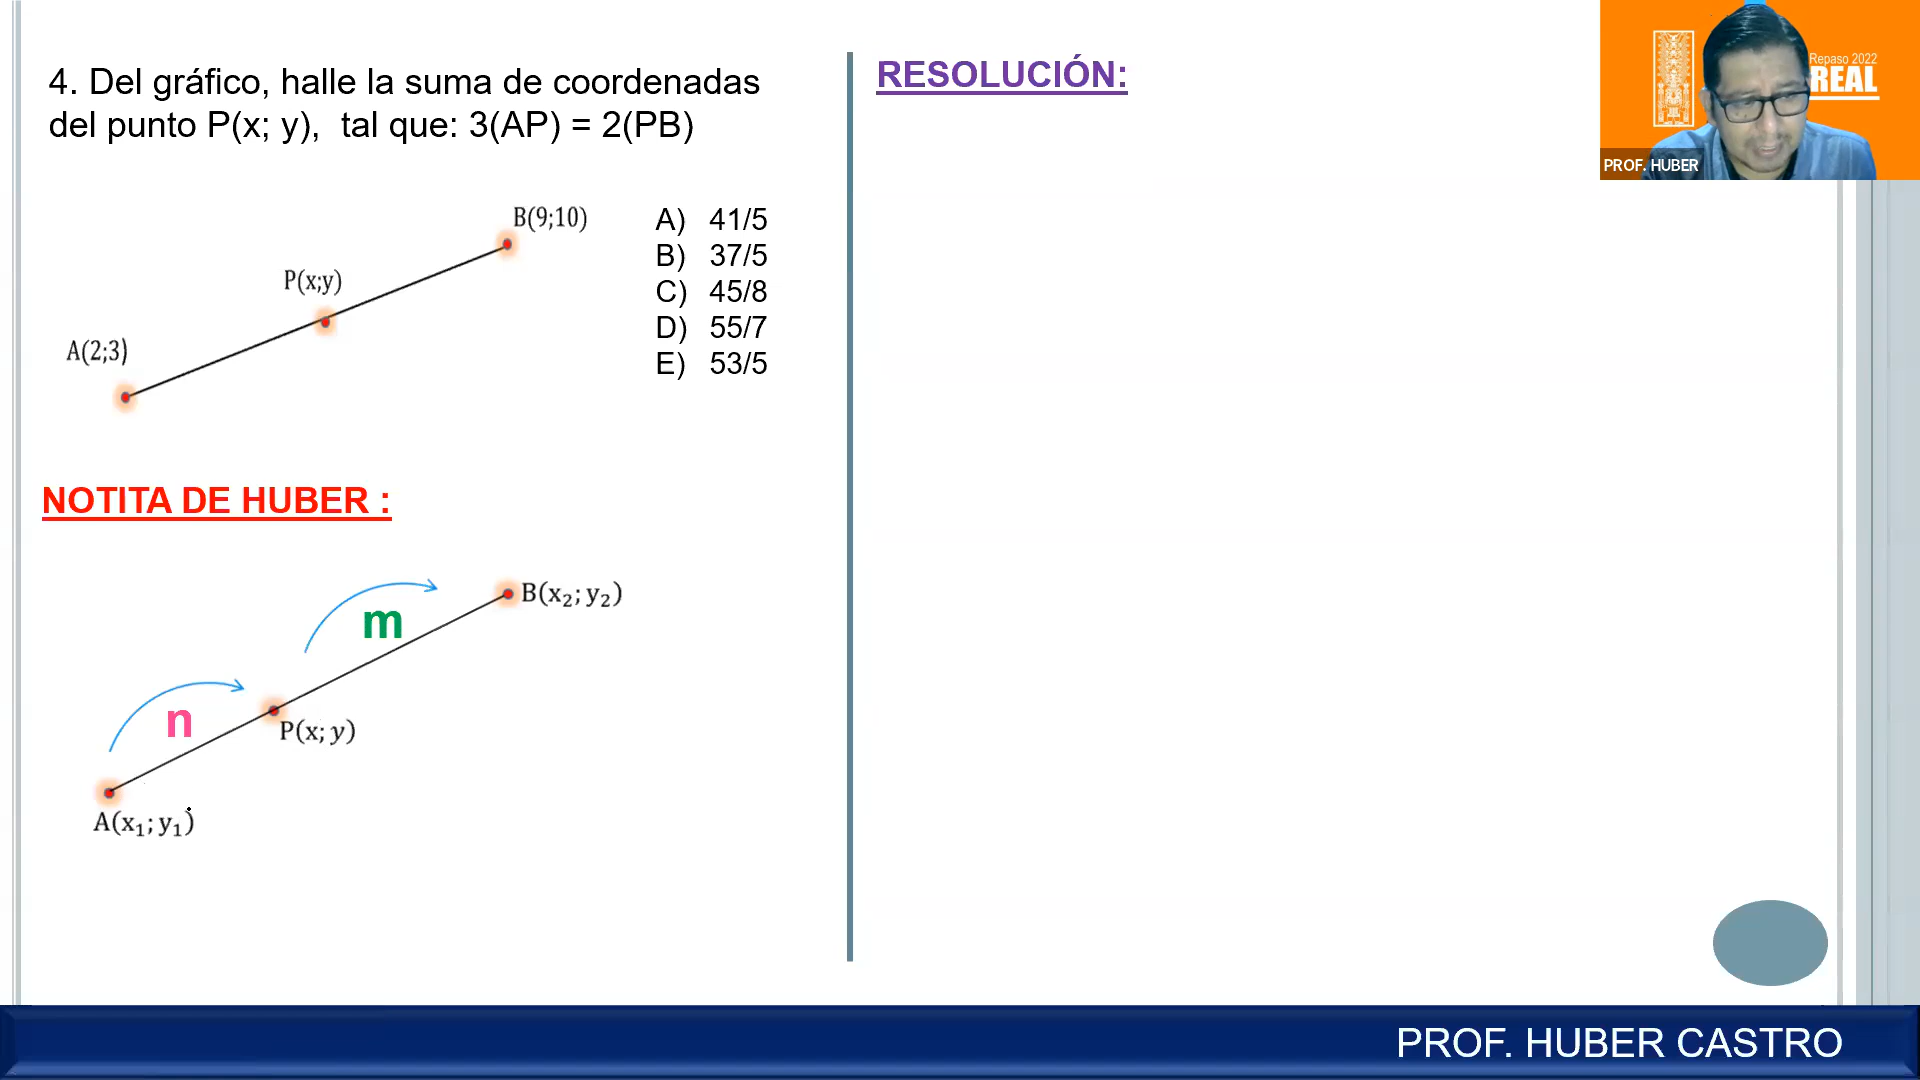 4. Del gráfico, halle la suma de coordenadas
del punto P(x; y), tal que: 3(AP) = 2(PB)
B(9;10)
P(x;y)
A(2;3)
A) 41/5
B) 37/5
C) 45/8
D) 55/7
E) 53/5
NOTITA DE HUBER :
m
B(x₂; y₂)
n
P(x; y)
A(x₁; y₁)
RESOLUCIÓN:
Repaso 2022
REAL
PROF. HUBER
PROF. HUBER CASTRO